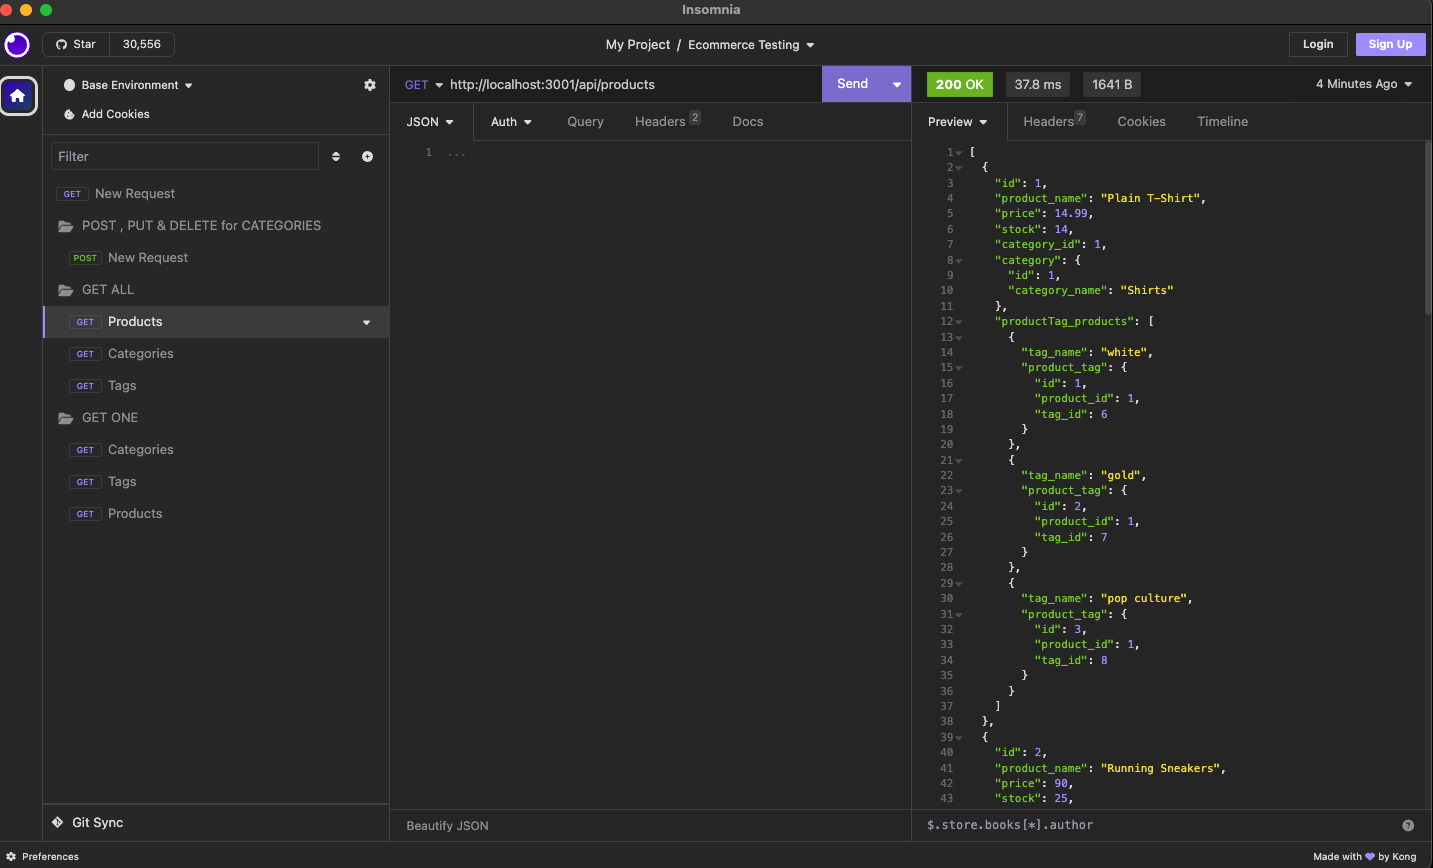 Insomnia
Star 30,556
My Project / Ecommerce Testing
Login Sign Up
Base Environment
Add Cookies
Filter
GET New Request
POST , PUT & DELETE for CATEGORIES
POST New Request
GET ALL
GET Products
GET Categories
GET Tags
GET ONE
GET Categories
GET Tags
GET Products
Git Sync
GET http://localhost:3001/api/products Send
JSON Auth Query Headers 2 Docs
1 ...
Beautify JSON
200 OK 37.8 ms 1641 B 4 Minutes Ago
Preview Headers 7 Cookies Timeline
1 [
2 {
3 "id": 1,
4 "product_name": "Plain T-Shirt",
5 "price": 14.99,
6 "stock": 14,
7 "category_id": 1,
8 "category": {
9 "id": 1,
10 "category_name": "Shirts"
11 },
12 "productTag_products": [
13 {
14 "tag_name": "white",
15 "product_tag": {
16 "id": 1,
17 "product_id": 1,
18 "tag_id": 6
19 }
20 },
21 {
22 "tag_name": "gold",
23 "product_tag": {
24 "id": 2,
25 "product_id": 1,
26 "tag_id": 7
27 }
28 },
29 {
30 "tag_name": "pop culture",
31 "product_tag": {
32 "id": 3,
33 "product_id": 1,
34 "tag_id": 8
35 }
36 }
37 ]
38 },
39 {
40 "id": 2,
41 "product_name": "Running Sneakers",
42 "price": 90,
43 "stock": 25,
$.store.books[*].author
Preferences
Made with 💜 by Kong